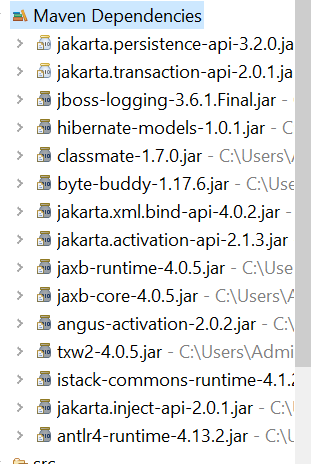 Maven Dependencies
jakarta.persistence-api-3.2.0.ja
jakarta.transaction-api-2.0.1.ja
jboss-logging-3.6.1.Final.jar -
hibernate-models-1.0.1.jar - C
classmate-1.7.0.jar - C:\Users\A
byte-buddy-1.17.6.jar - C:\Users
jakarta.xml.bind-api-4.0.2.jar -
jakarta.activation-api-2.1.3.jar
jaxb-runtime-4.0.5.jar - C:\Use
jaxb-core-4.0.5.jar - C:\Users\A
angus-activation-2.0.2.jar - C:
txw2-4.0.5.jar - C:\Users\Admi
istack-commons-runtime-4.1.2
jakarta.inject-api-2.0.1.jar - C:\
antlr4-runtime-4.13.2.jar - C:\
src